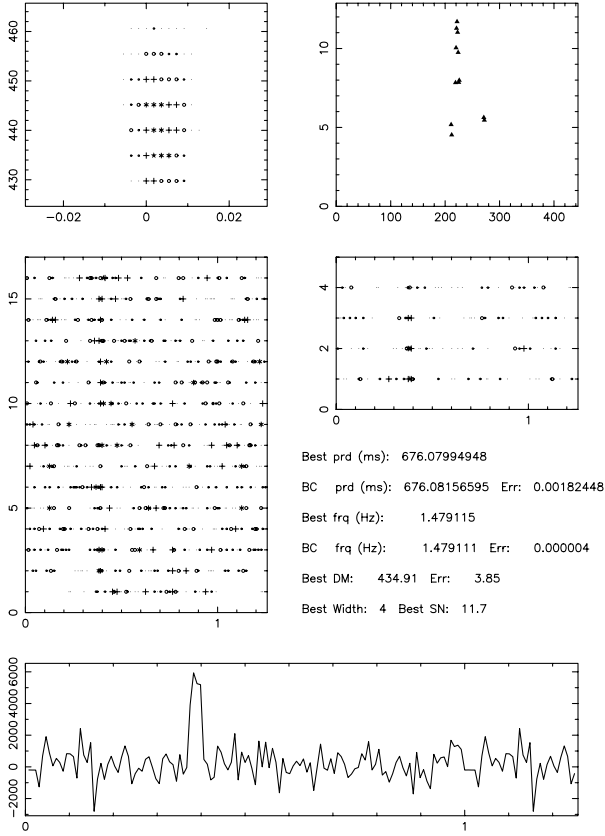 460
450
440
430
−0.02 0 0.02
10
5
0
0 100 200 300 400
15
10
5
0
0 1
4
2
0
1
Best prd (ms): 676.07994948
BC prd (ms): 676.08156595 Err: 0.00182448
Best frq (Hz): 1.479115
BC frq (Hz): 1.479111 Err: 0.000004
Best DM: 434.91 Err: 3.85
Best Width: 4 Best SN: 11.7
6000
4000
2000
0
−2000
0 1